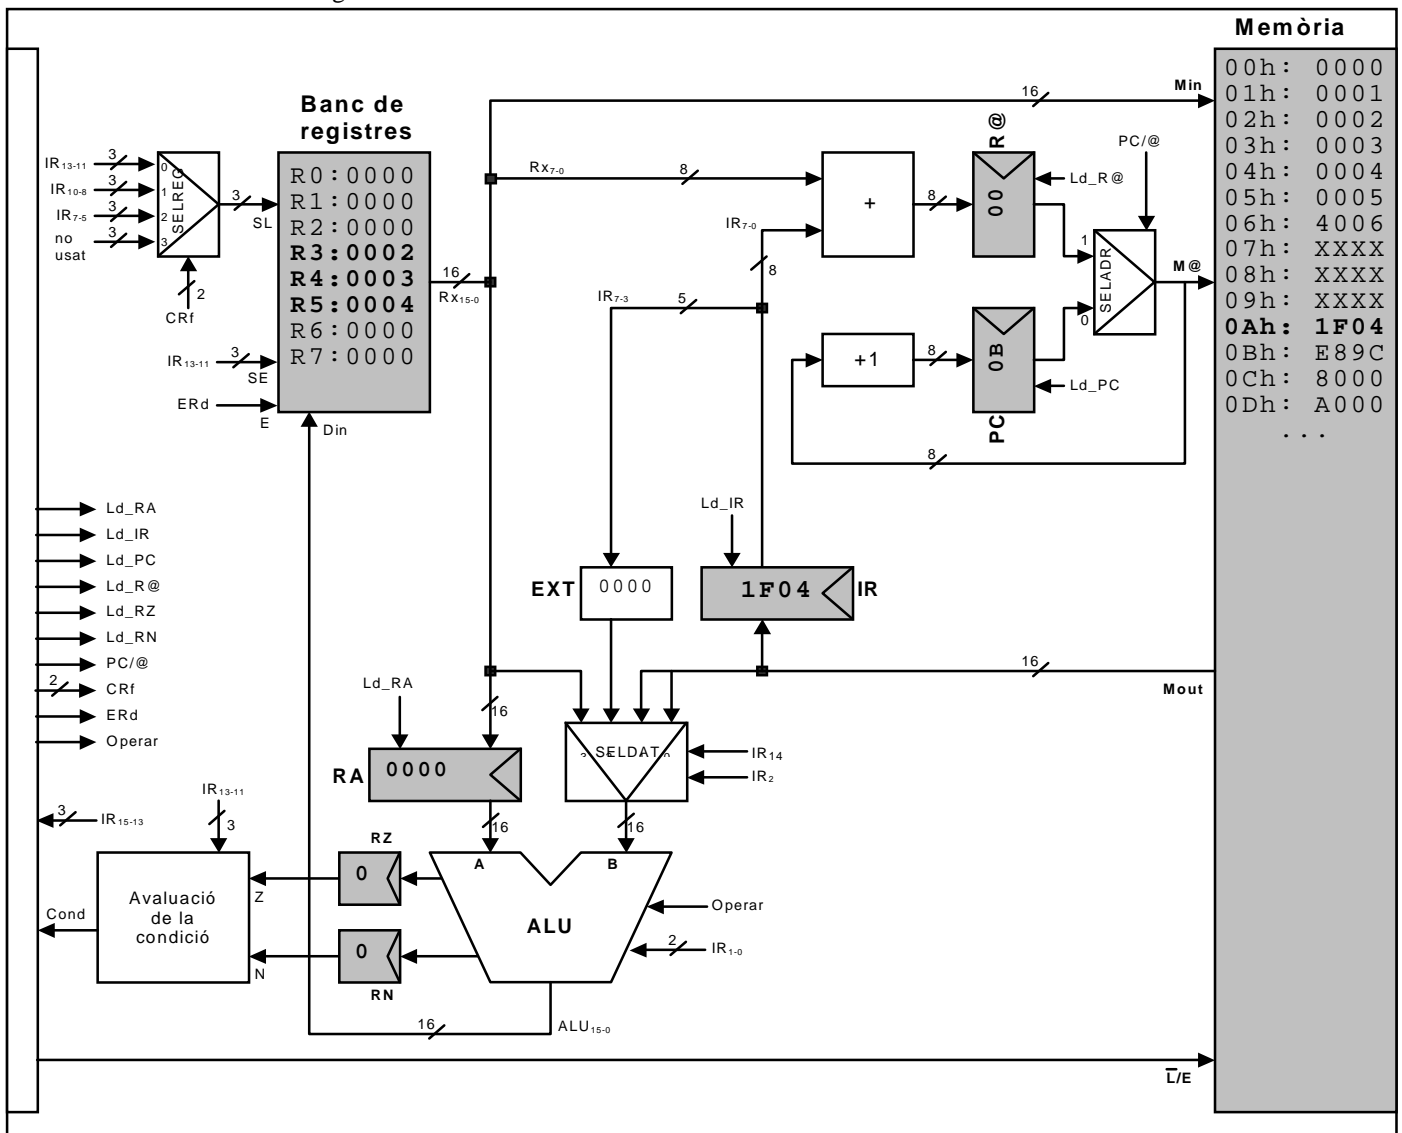 Memòria
00h: 0000
01h: 0001
02h: 0002
03h: 0003
04h: 0004
05h: 0005
06h: 4006
07h: XXXX
08h: XXXX
09h: XXXX
0Ah: 1F04
0Bh: E89C
0Ch: 8000
0Dh: A000
...
Min
16
Banc de
registres
R0:0000
R1:0000
R2:0000
R3:0002
R4:0003
R5:0004
R6:0000
R7:0000
IR13-11
3
0
IR10-8
3
1
IR7-5
3
2
no
usat
3
3
SELREG
3
SL
2
CRf
IR13-11
3
SE
ERd
E
Din
16
Rx15-0
Rx7-0
8
IR7-0
8
+
8
R@
00
Ld_R@
PC/@
1
SELADR
0
M@
IR7-3
5
+1
8
0B
PC
Ld_PC
8
Ld_RA
Ld_IR
Ld_PC
Ld_R@
Ld_RZ
Ld_RN
PC/@
2
CRf
ERd
Operar
Ld_IR
EXT
0000
1F04
IR
16
Mout
Ld_RA
16
RA
0000
SELDAT
IR14
IR2
16
16
IR13-11
3
3
IR15-13
RZ
0
Z
A
B
ALU
Operar
2
IR1-0
Avaluació
de la
condició
Cond
0
N
RN
16
ALU15-0
L/E